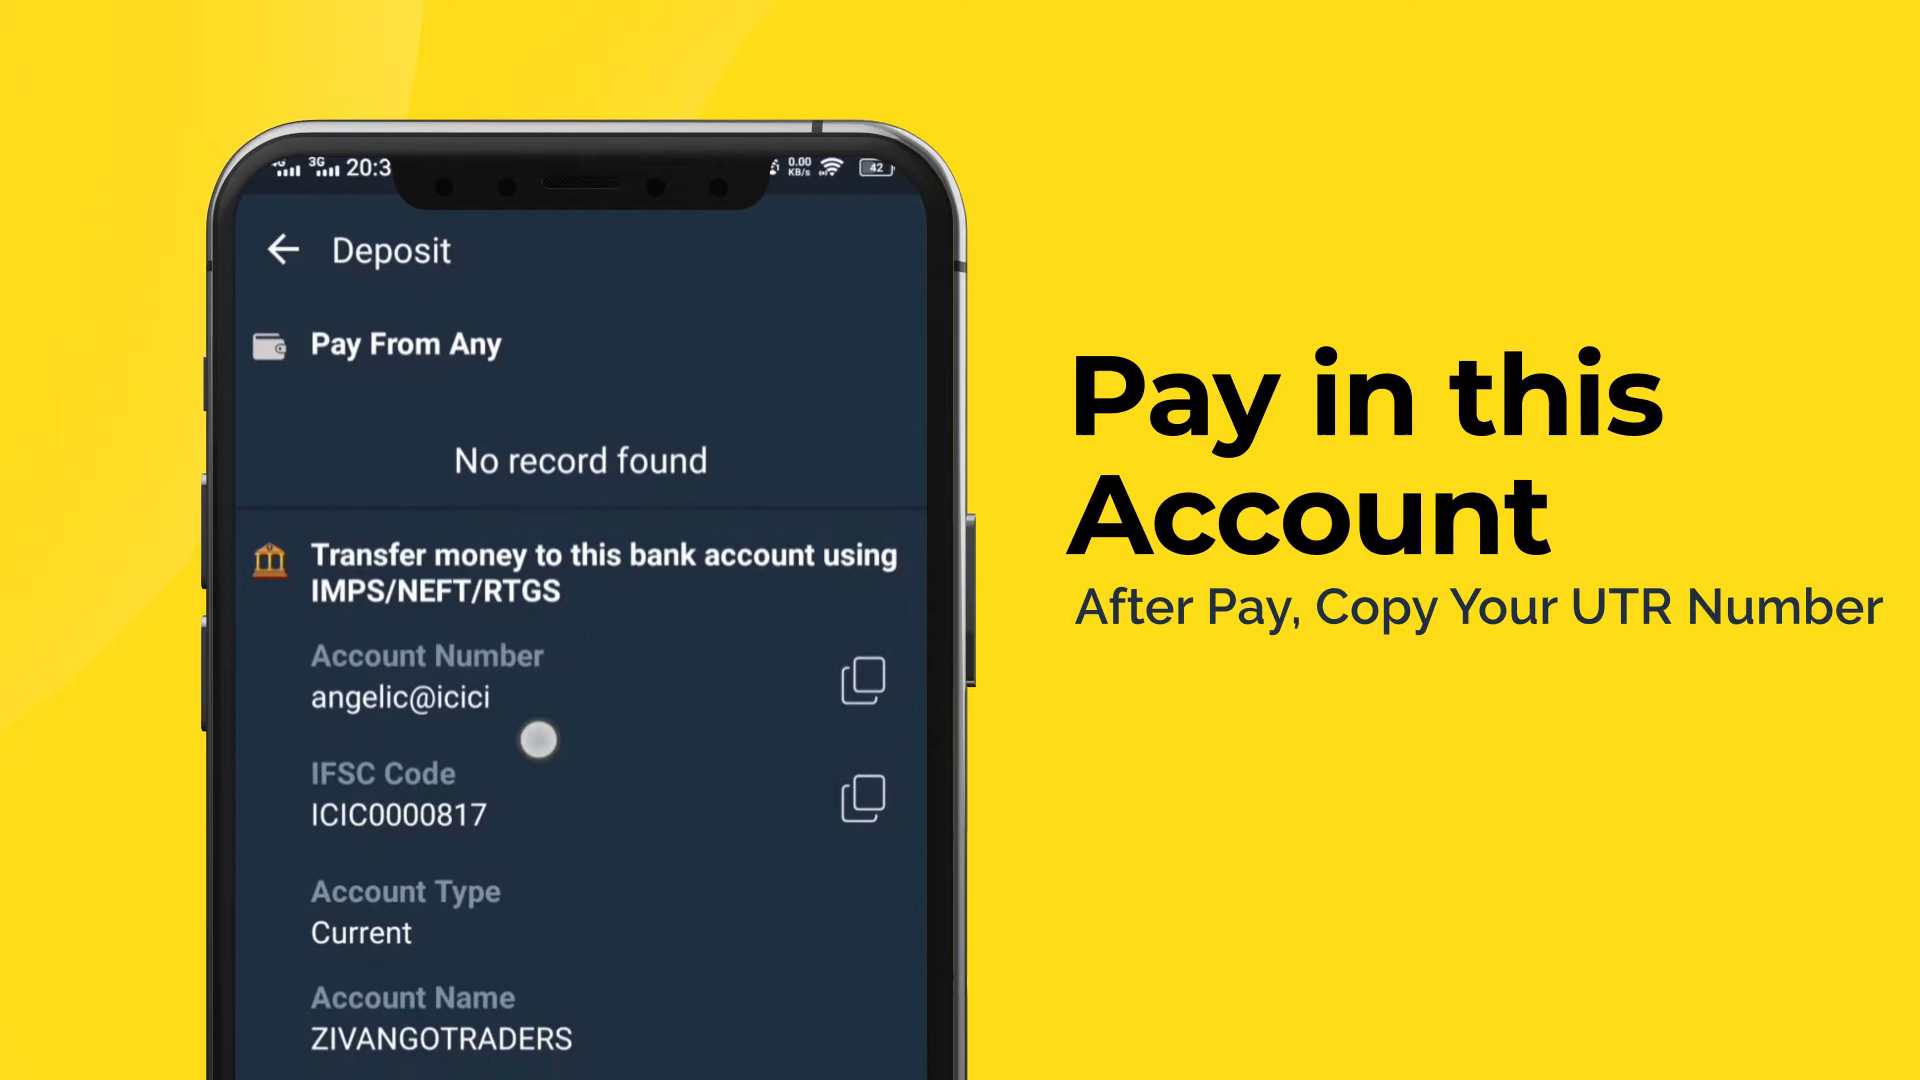 3G 20:3 0.00 KB/s 42
Deposit
Pay From Any
No record found
Transfer money to this bank account using
IMPS/NEFT/RTGS
Account Number
angelic@icici
IFSC Code
ICIC0000817
Account Type
Current
Account Name
ZIVANGOTRADERS
Pay in this
Account
After Pay, Copy Your UTR Number